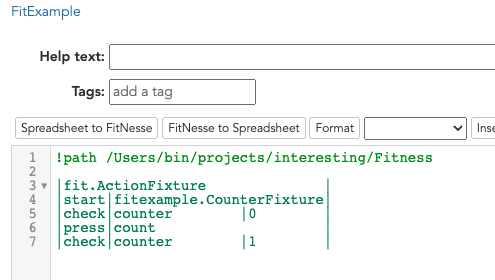 FitExample
Help text:
Tags: add a tag
Spreadsheet to FitNesse FitNesse to Spreadsheet Format Inse
1 !path /Users/bin/projects/interesting/Fitness
2
3 |fit.ActionFixture |
4 |start|fitexample.CounterFixture|
5 |check|counter |0 |
6 |press|count |
7 |check|counter |1 |